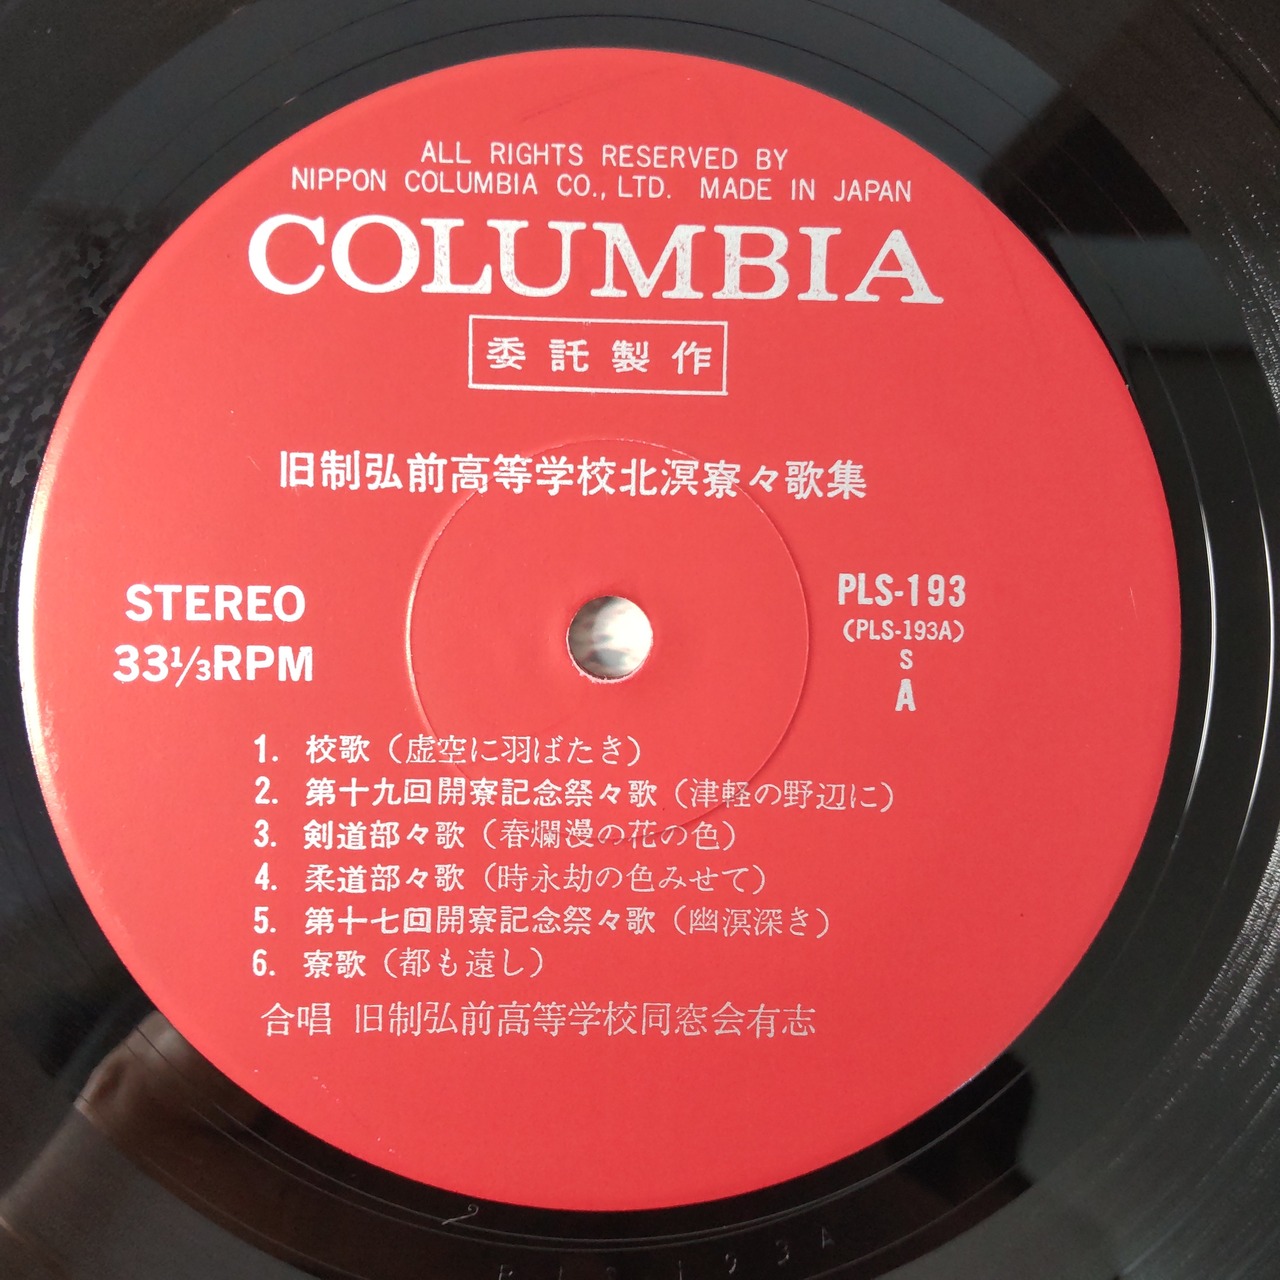 ALL RIGHTS RESERVED BY
NIPPON COLUMBIA CO., LTD. MADE IN JAPAN
COLUMBIA
委託製作
旧制弘前高等学校北溟寮々歌集
STEREO
33⅓RPM
PLS-193
(PLS-193A)
S
A
1. 校歌（虚空に羽ばたき）
2. 第十九回開寮記念祭々歌（津軽の野辺に）
3. 剣道部々歌（春爛漫の花の色）
4. 柔道部々歌（時永劫の色みせて）
5. 第十七回開寮記念祭々歌（幽溟深き）
6. 寮歌（都も遠し）
合唱 旧制弘前高等学校同窓会有志